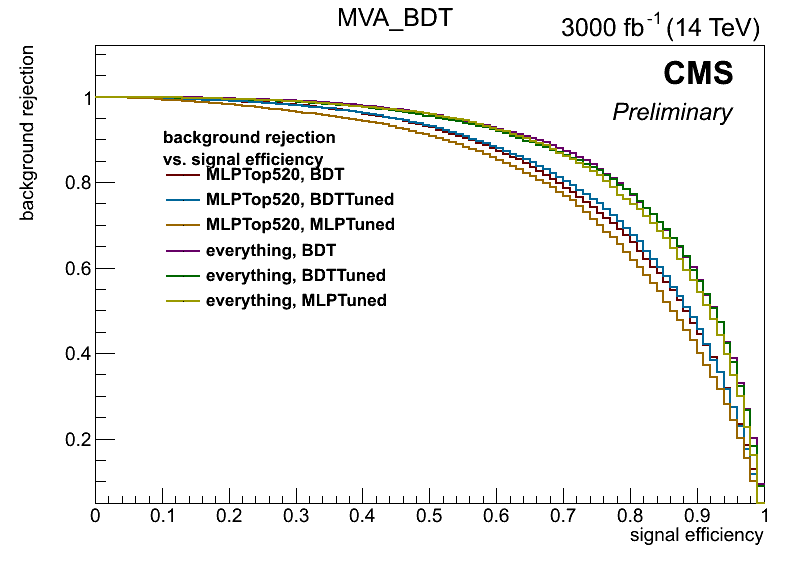 MVA_BDT
3000 fb-1 (14 TeV)
CMS
Preliminary
background rejection
1
0.8
0.6
0.4
0.2
background rejection
vs. signal efficiency
MLPTop520, BDT
MLPTop520, BDTTuned
MLPTop520, MLPTuned
everything, BDT
everything, BDTTuned
everything, MLPTuned
0 0.1 0.2 0.3 0.4 0.5 0.6 0.7 0.8 0.9 1
signal efficiency